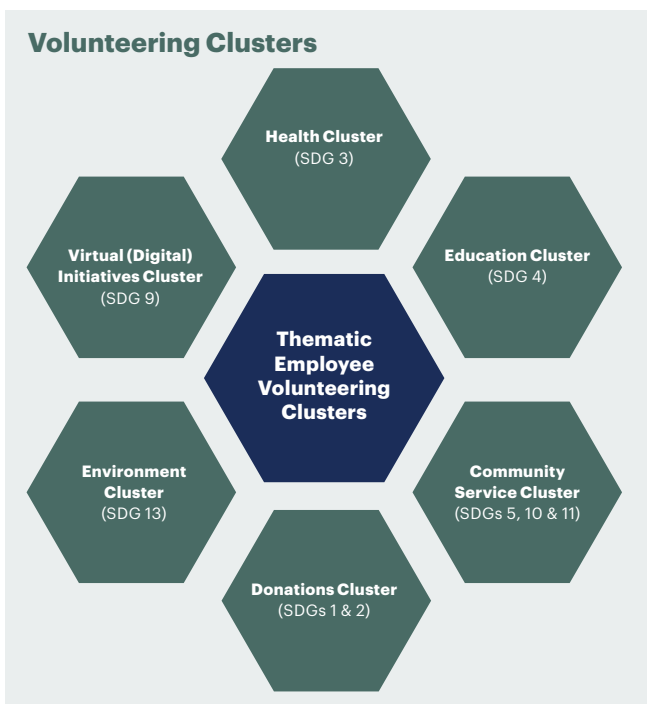 Volunteering Clusters
Health Cluster
(SDG 3)
Virtual (Digital)
Initiatives Cluster
(SDG 9)
Education Cluster
(SDG 4)
Thematic
Employee
Volunteering
Clusters
Environment
Cluster
(SDG 13)
Community
Service Cluster
(SDGs 5, 10 & 11)
Donations Cluster
(SDGs 1 & 2)